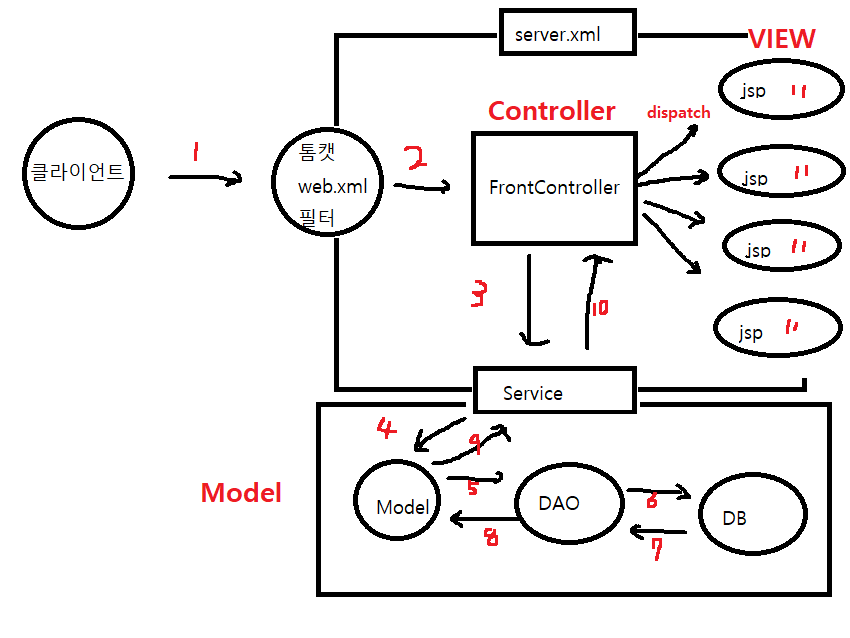 server.xml
VIEW
jsp 11
Controller
dispatch
클라이언트
1
톰캣
web.xml
필터
2
FrontController
jsp 11
jsp 11
jsp 11
3
10
Service
4
9
Model
Model
5
DAO
6
DB
8
7